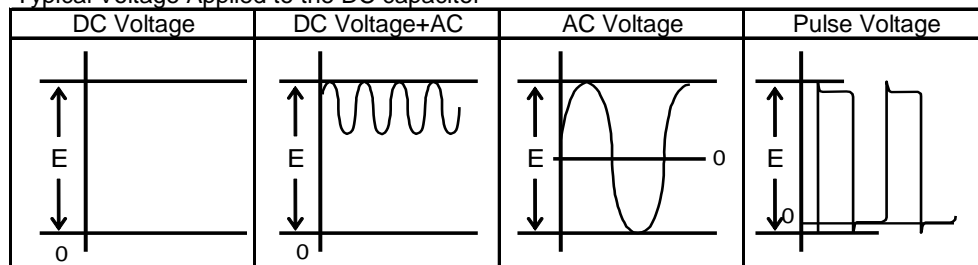 Typical Voltage Applied to the DC capacitor
DC Voltage
DC Voltage+AC
AC Voltage
Pulse Voltage
E
0
E
0
E
0
E
0